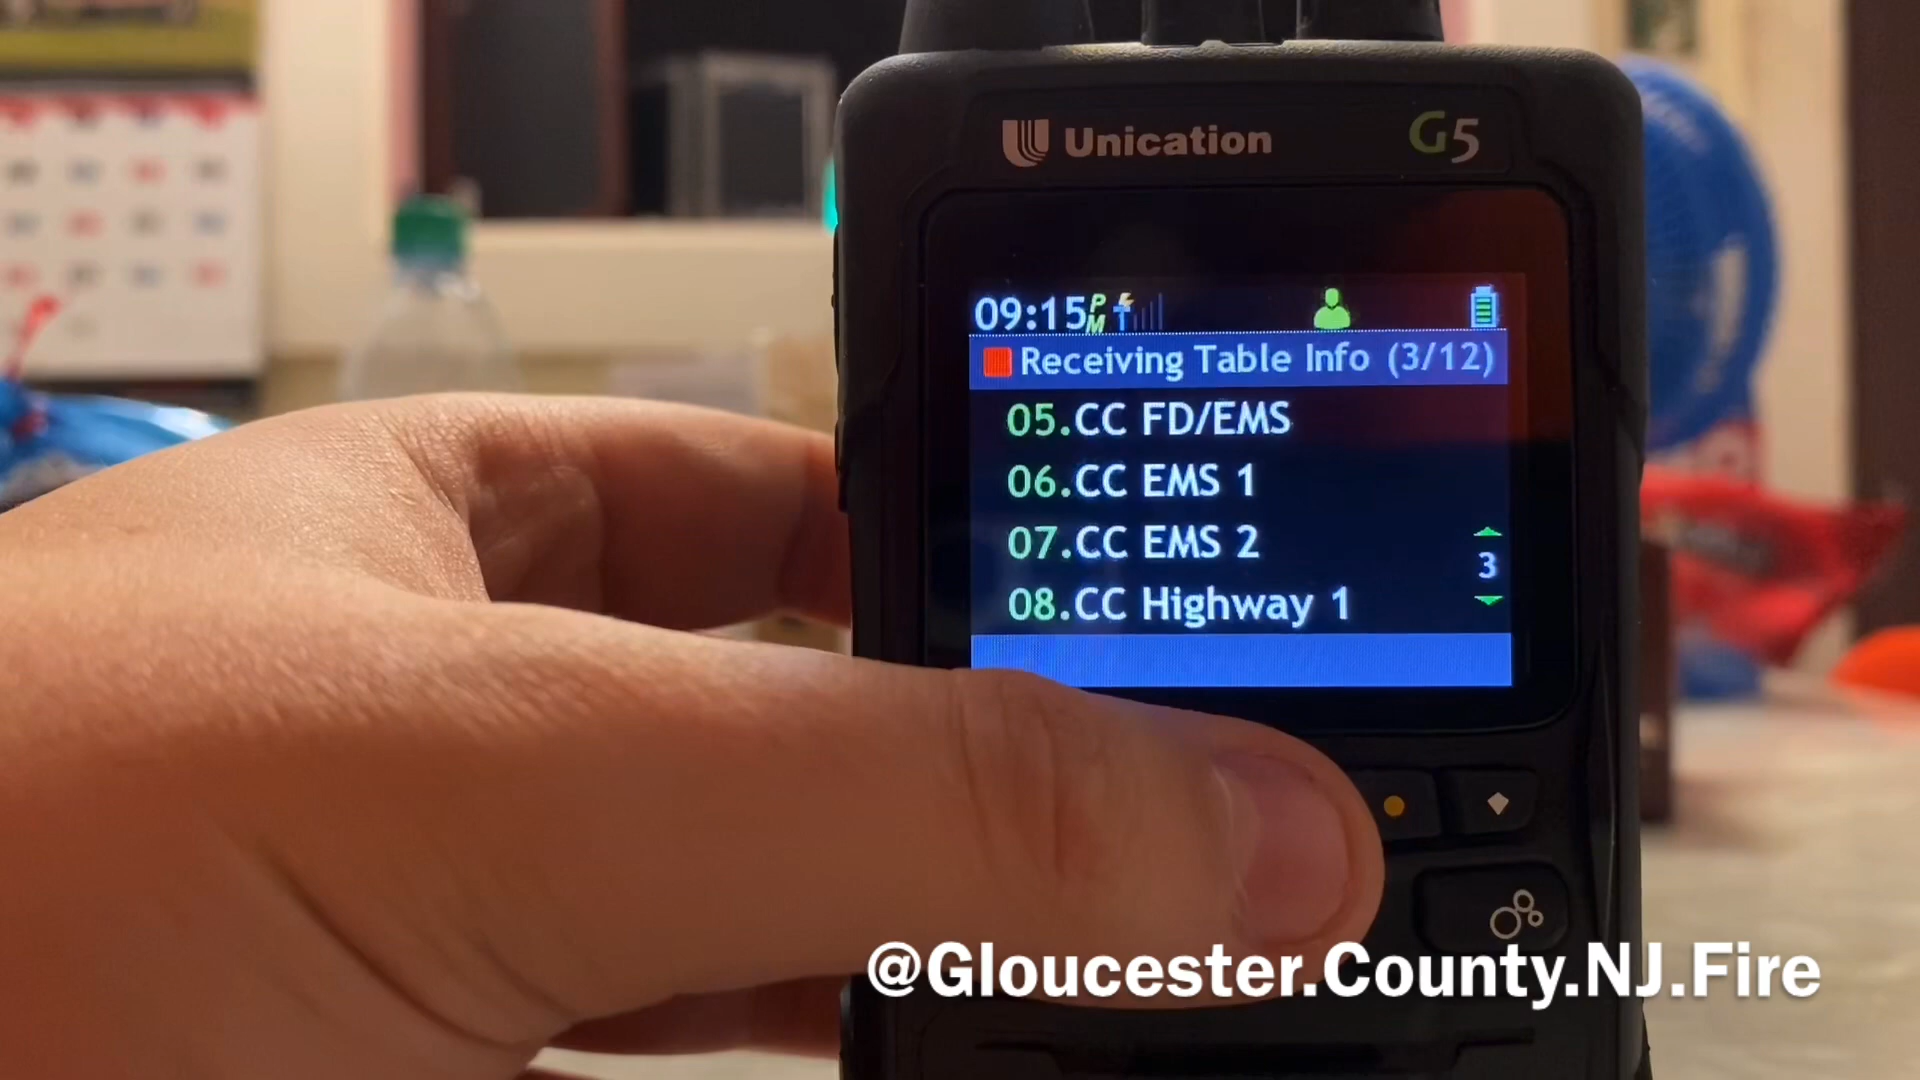 Unication G5
09:15PM
Receiving Table Info (3/12)
05.CC FD/EMS
06.CC EMS 1
07.CC EMS 2
3
08.CC Highway 1
@Gloucester.County.NJ.Fire